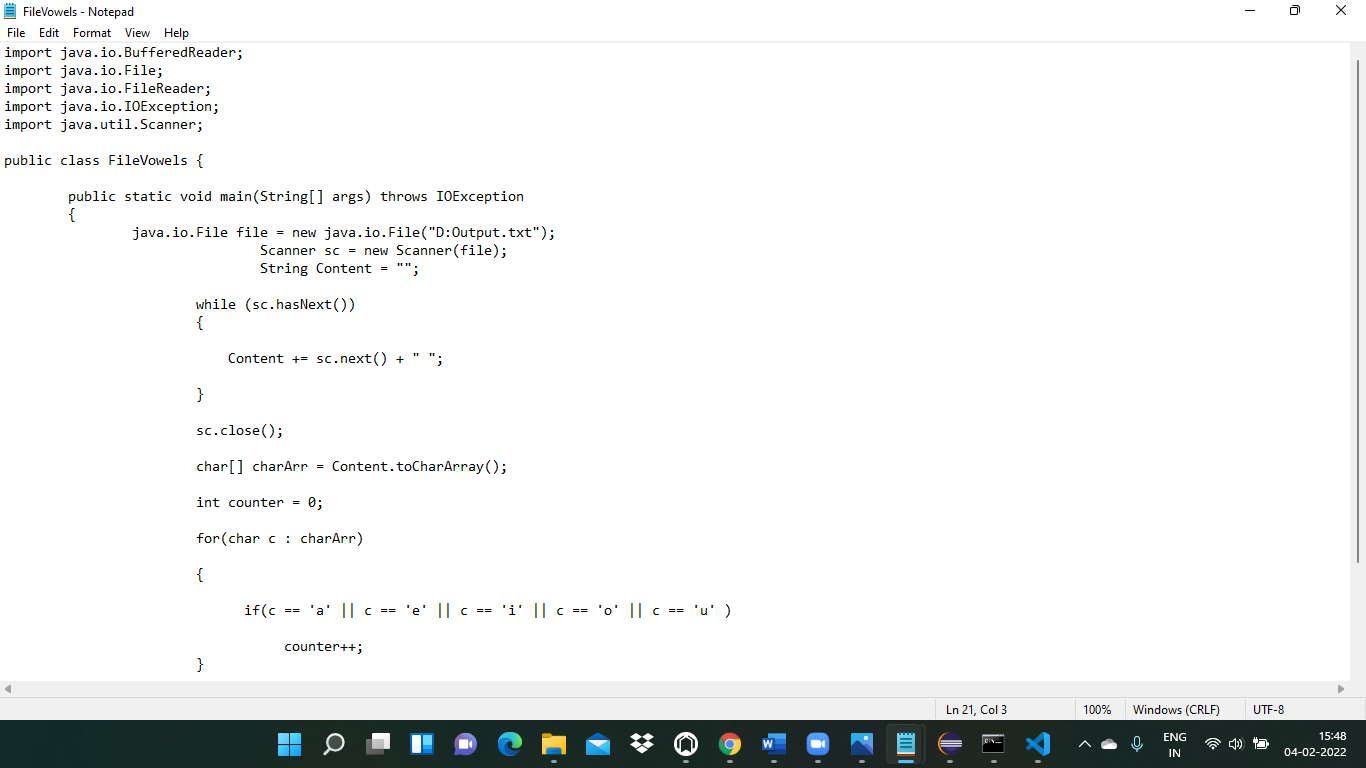 FileVowels - Notepad
File Edit Format View Help
import java.io.BufferedReader;
import java.io.File;
import java.io.FileReader;
import java.io.IOException;
import java.util.Scanner;
public class FileVowels {
public static void main(String[] args) throws IOException
{
java.io.File file = new java.io.File("D:Output.txt");
Scanner sc = new Scanner(file);
String Content = "";
while (sc.hasNext())
{
Content += sc.next() + " ";
}
sc.close();
char[] charArr = Content.toCharArray();
int counter = 0;
for(char c : charArr)
{
if(c == 'a' || c == 'e' || c == 'i' || c == 'o' || c == 'u' )
counter++;
}
Ln 21, Col 3 100% Windows (CRLF) UTF-8
ENG 15:48
IN 04-02-2022